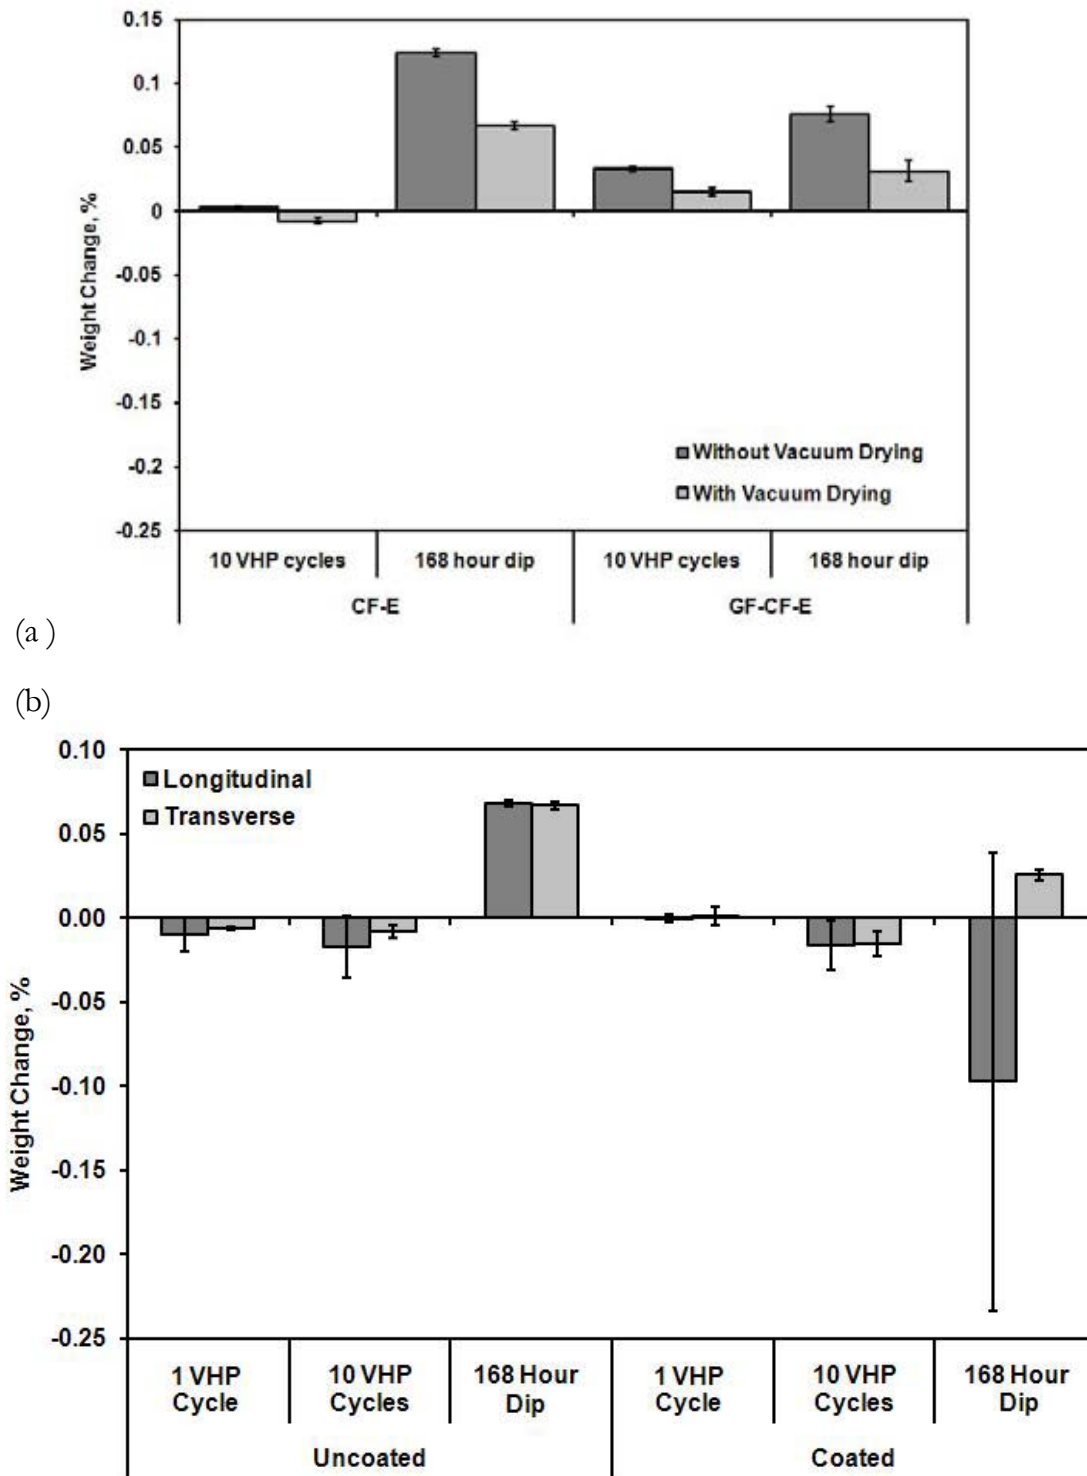 0.15
0.1
0.05
0
-0.05
-0.1
-0.15
-0.2
-0.25
Weight Change, %
Without Vacuum Drying
With Vacuum Drying
10 VHP cycles 168 hour dip 10 VHP cycles 168 hour dip
CF-E GF-CF-E
(a )
(b)
0.10
0.05
0.00
-0.05
-0.10
-0.15
-0.20
-0.25
Weight Change, %
Longitudinal
Transverse
1 VHP 10 VHP 168 Hour 1 VHP 10 VHP 168 Hour
Cycle Cycles Dip Cycle Cycles Dip
Uncoated Coated